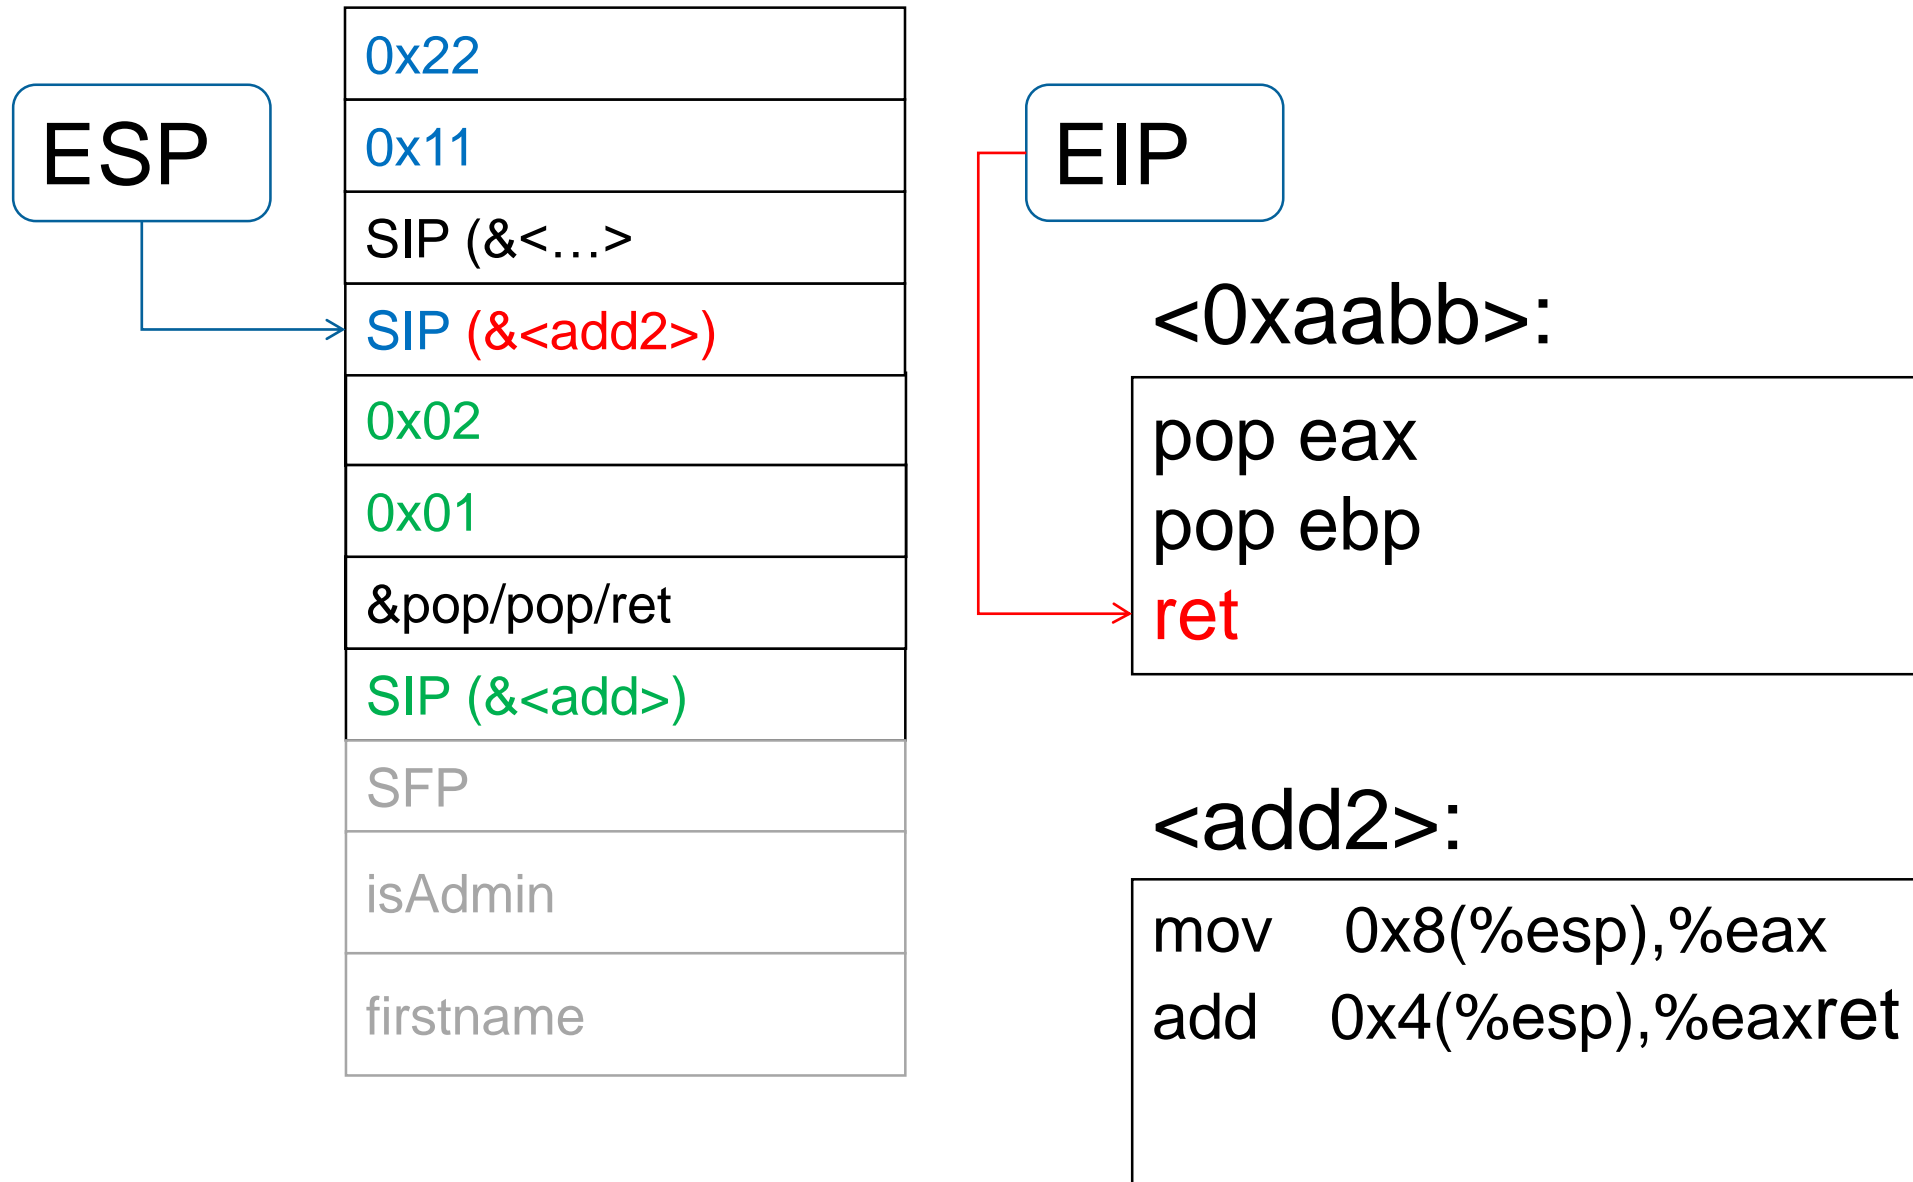 ESP
0x22
0x11
SIP (&<…>
SIP (&<add2>)
0x02
0x01
&pop/pop/ret
SIP (&<add>)
SFP
isAdmin
firstname
EIP
<0xaabb>:
pop eax
pop ebp
ret
<add2>:
mov 0x8(%esp),%eax
add 0x4(%esp),%eaxret